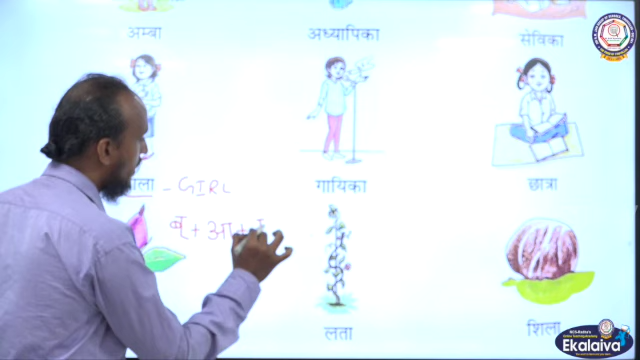 अम्बा
अध्यापिका
सेविका
ाला – GIRL
गायिका
छात्रा
ब् + आ +
लता
शिला
Ekalaiva